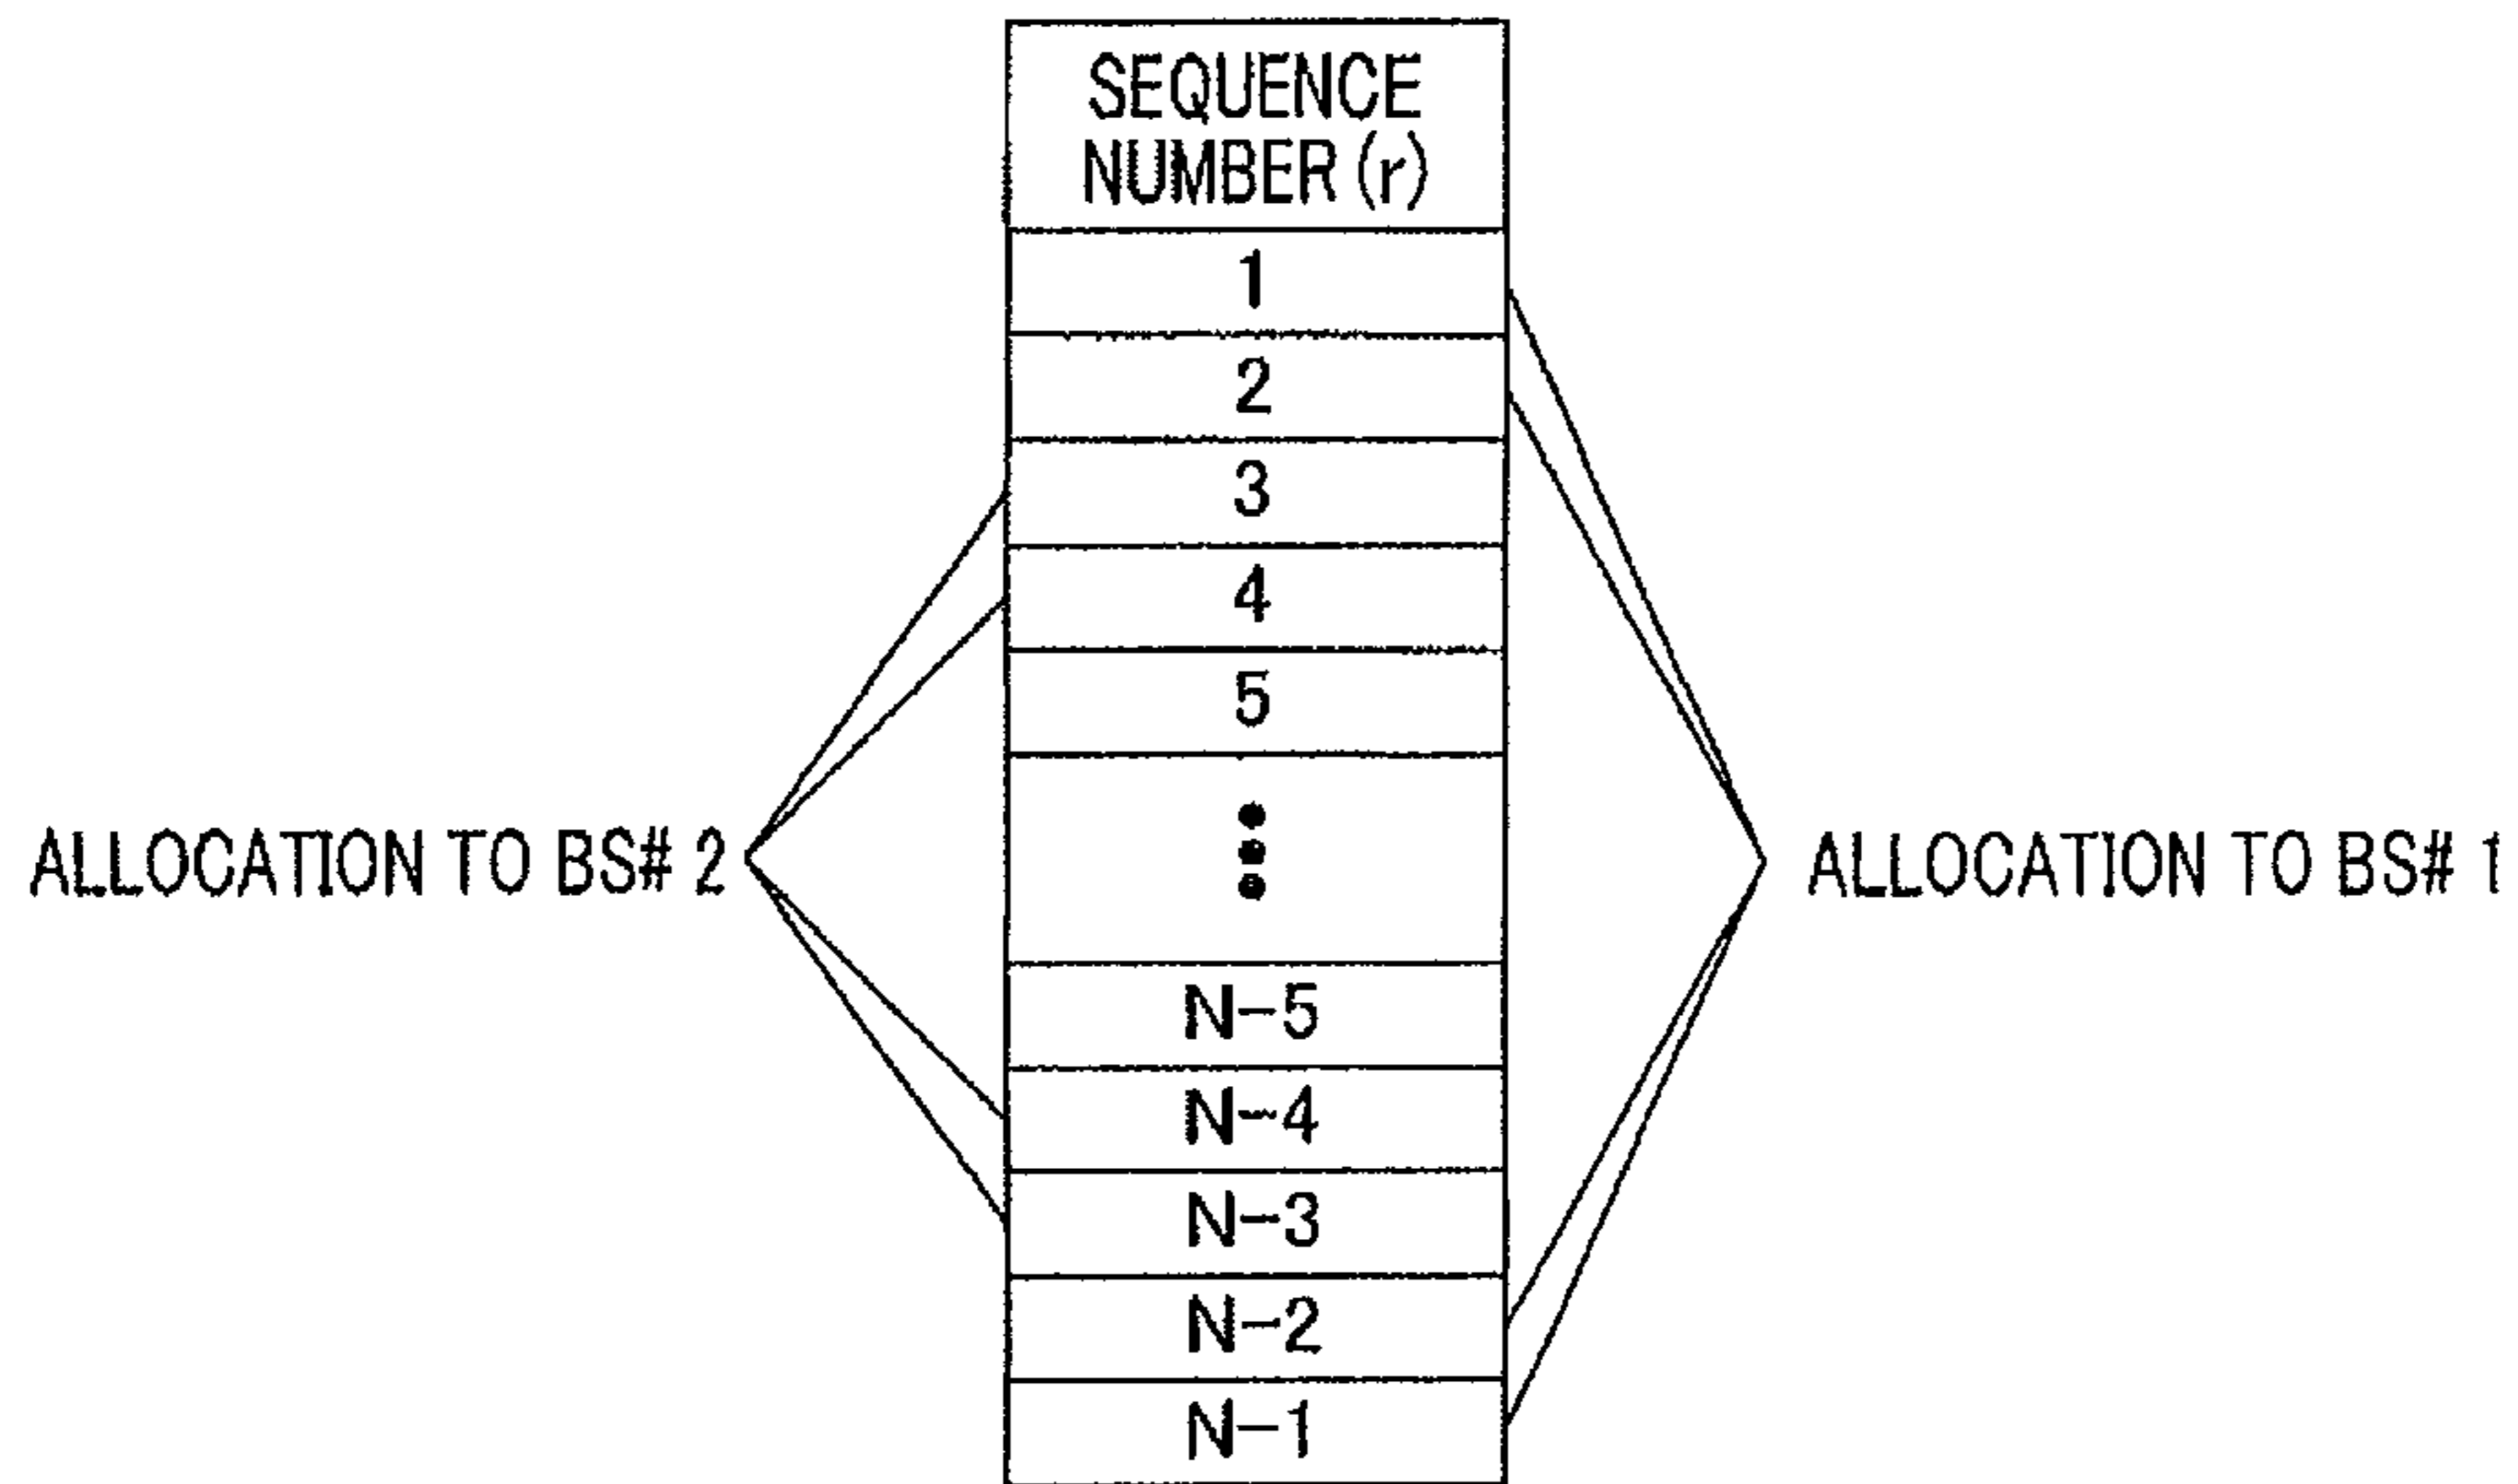 SEQUENCE
NUMBER (r)
1
2
3
4
5
ALLOCATION TO BS# 2
ALLOCATION TO BS# 1
N-5
N-4
N-3
N-2
N-1